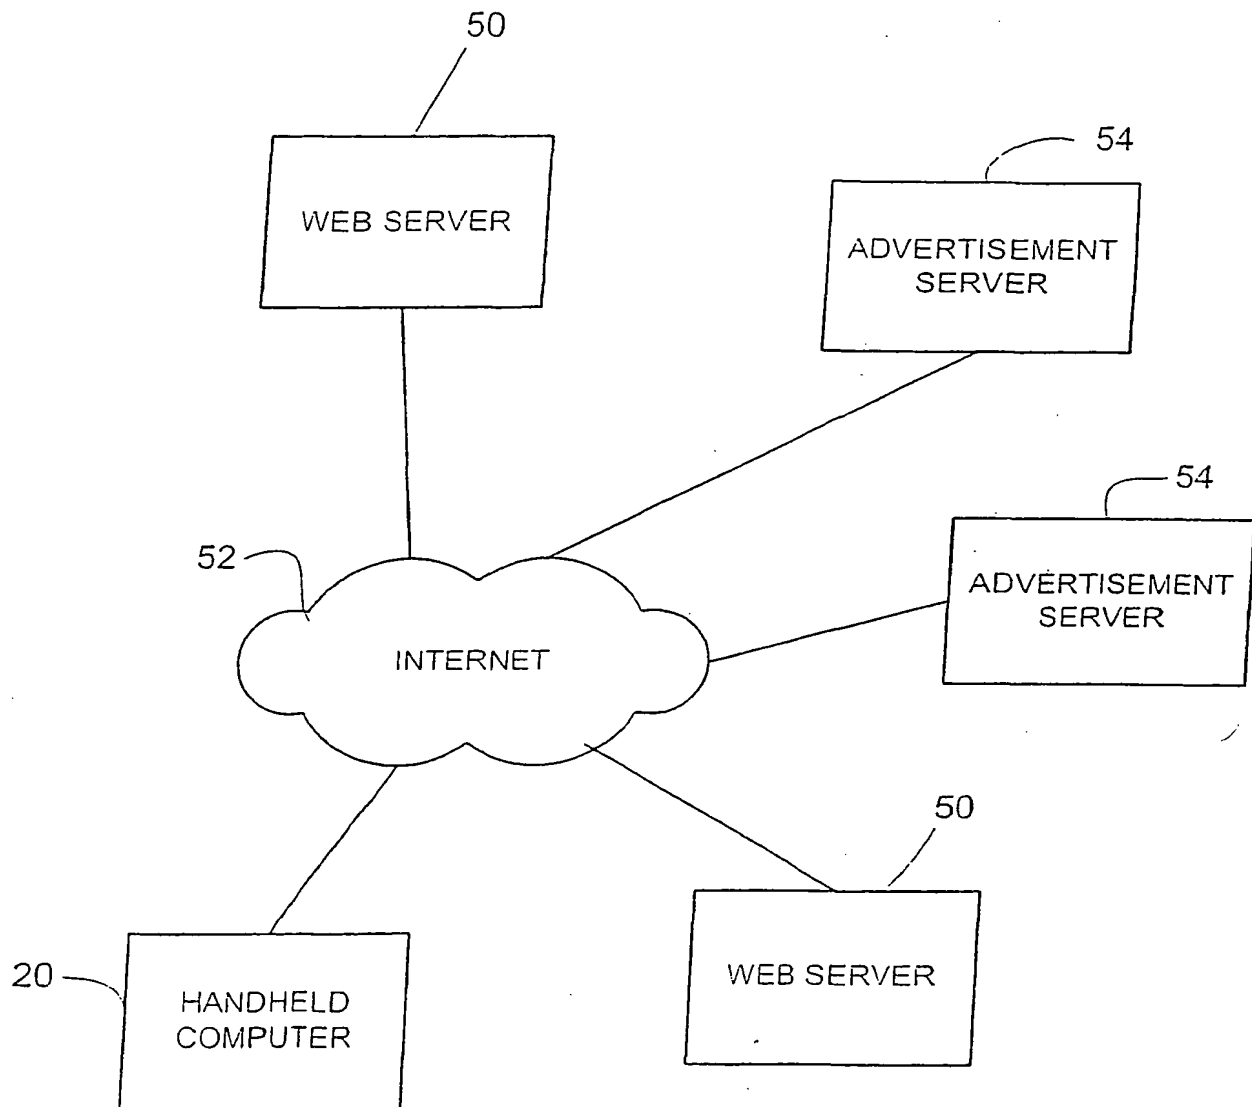 50
WEB SERVER
54
ADVERTISEMENT
SERVER
54
ADVERTISEMENT
SERVER
52
INTERNET
50
WEB SERVER
20
HANDHELD
COMPUTER